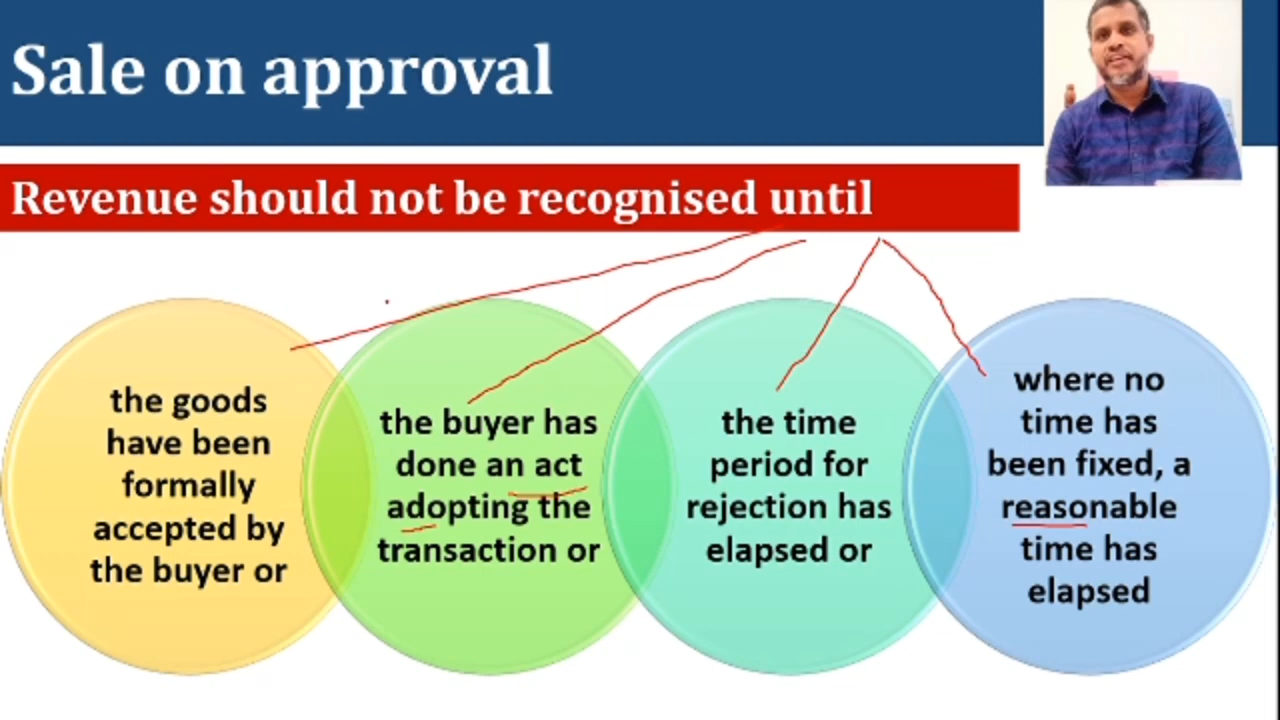 Sale on approval
Revenue should not be recognised until
the goods
have been
formally
accepted by
the buyer or
the buyer has
done an act
adopting the
transaction or
the time
period for
rejection has
elapsed or
where no
time has
been fixed, a
reasonable
time has
elapsed